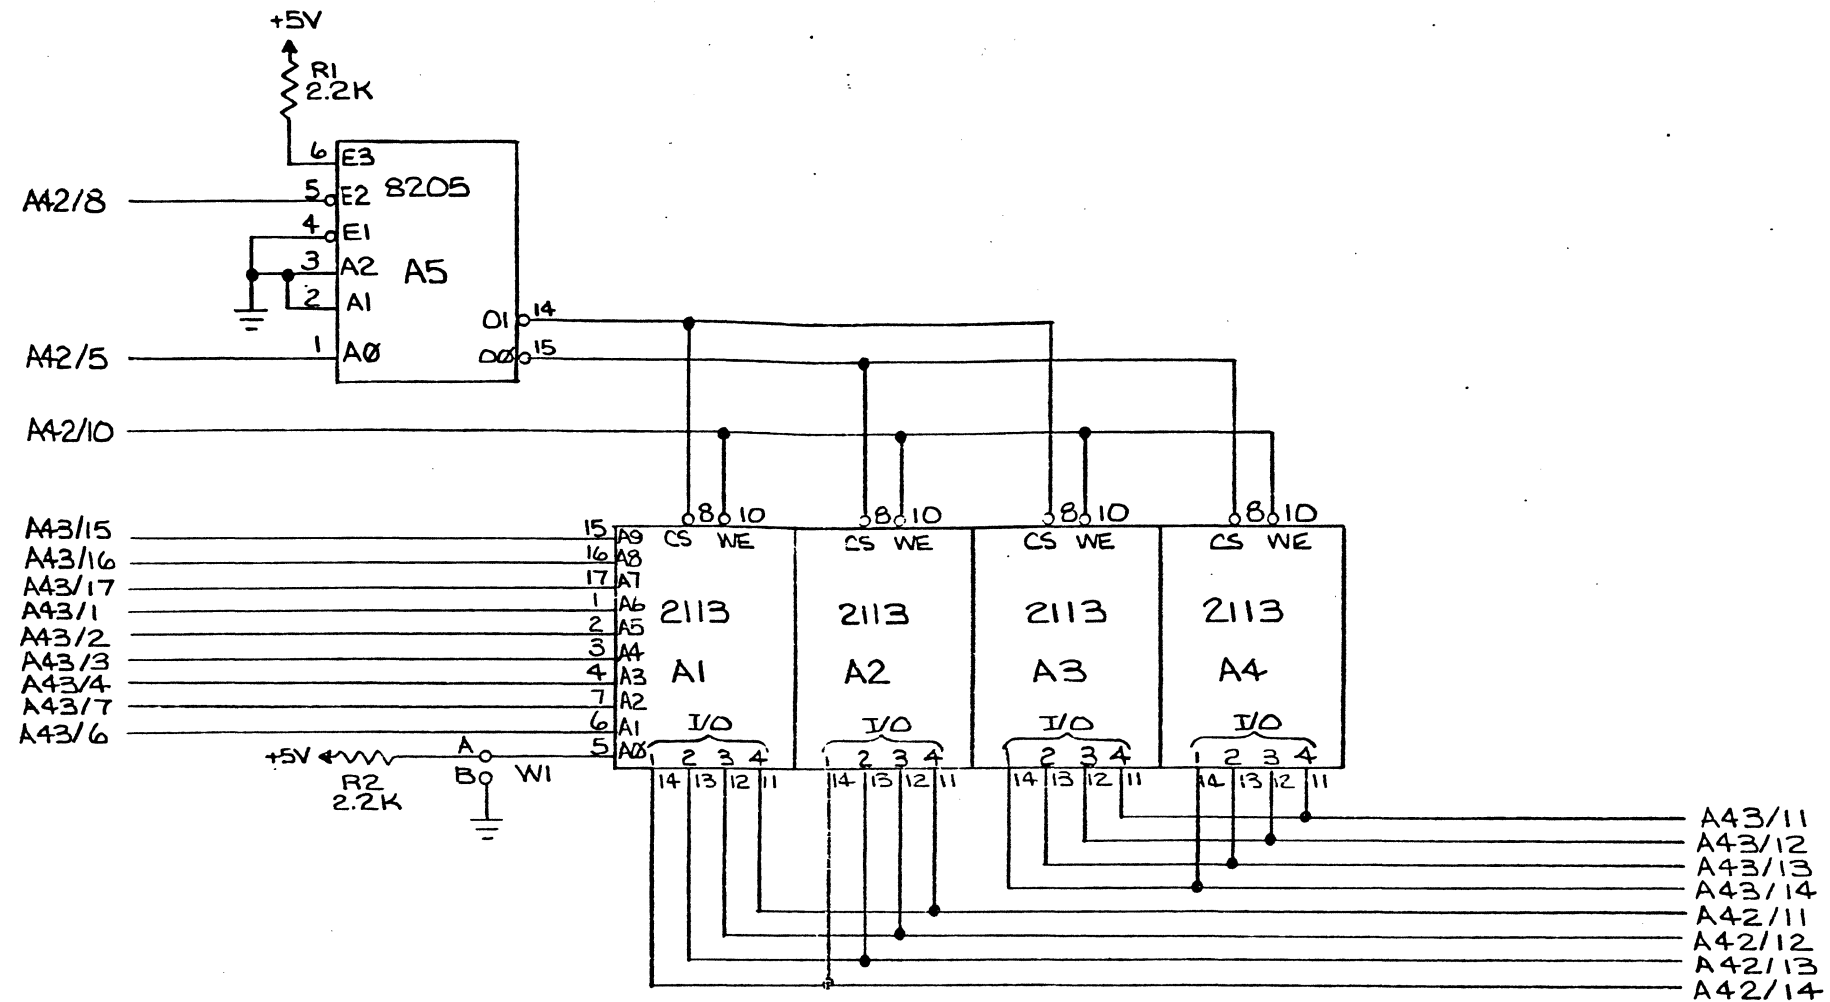 +5V
R1
2.2K
6 E3
8205
A42/8
5 E2
4 E1
3 A2
A5
2 A1
O1 14
A42/5
1 AØ
OØ 15
A42/10
8 10 8 10 8 10 8 10
CS WE CS WE CS WE CS WE
A43/15 15 A9
A43/16 16 A8
A43/17 17 A7
A43/1 1 A6
A43/2 2 A5
A43/3 3 A4
A43/4 4 A3
A43/7 7 A2
A43/6 6 A1
5 AØ
2113 2113 2113 2113
A1 A2 A3 A4
I/O I/O I/O I/O
1 2 3 4 1 2 3 4 1 2 3 4 1 2 3 4
14 13 12 11 14 13 12 11 14 13 12 11 14 13 12 11
+5V
R2
2.2K
A
B W1
A43/11
A43/12
A43/13
A43/14
A42/11
A42/12
A42/13
A42/14